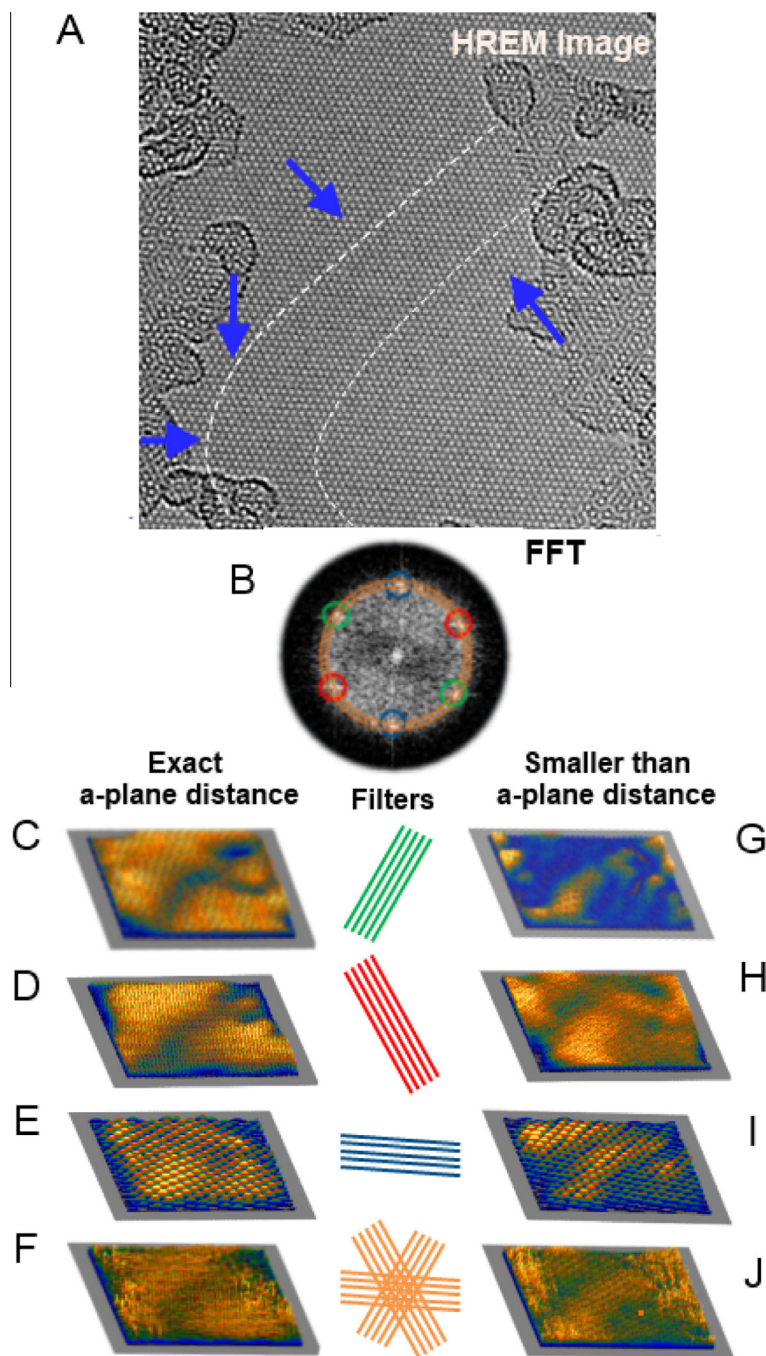 A
HREM Image
FFT
B
Exact
a-plane distance
Filters
Smaller than
a-plane distance
C
G
D
H
E
I
F
J